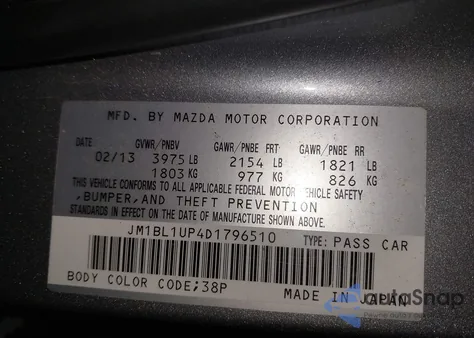 MFD. BY MAZDA MOTOR CORPORATION
DATE GVWR/PNBV GAWR/PNBE FRT GAWR/PNBE RR
02/13 3975 LB 2154 LB 1821 LB
1803 KG 977 KG 826 KG
THIS VEHICLE CONFORMS TO ALL APPLICABLE FEDERAL MOTOR VEHICLE SAFETY
,BUMPER,AND THEFT PREVENTION
STANDARDS IN EFFECT ON THE DATE OF MANUFACTURE SHOWN ABOVE.
JM1BL1UP4D1796510 TYPE: PASS CAR
BODY COLOR CODE;38P MADE IN JAPAN
autoSnap
Online auto auction